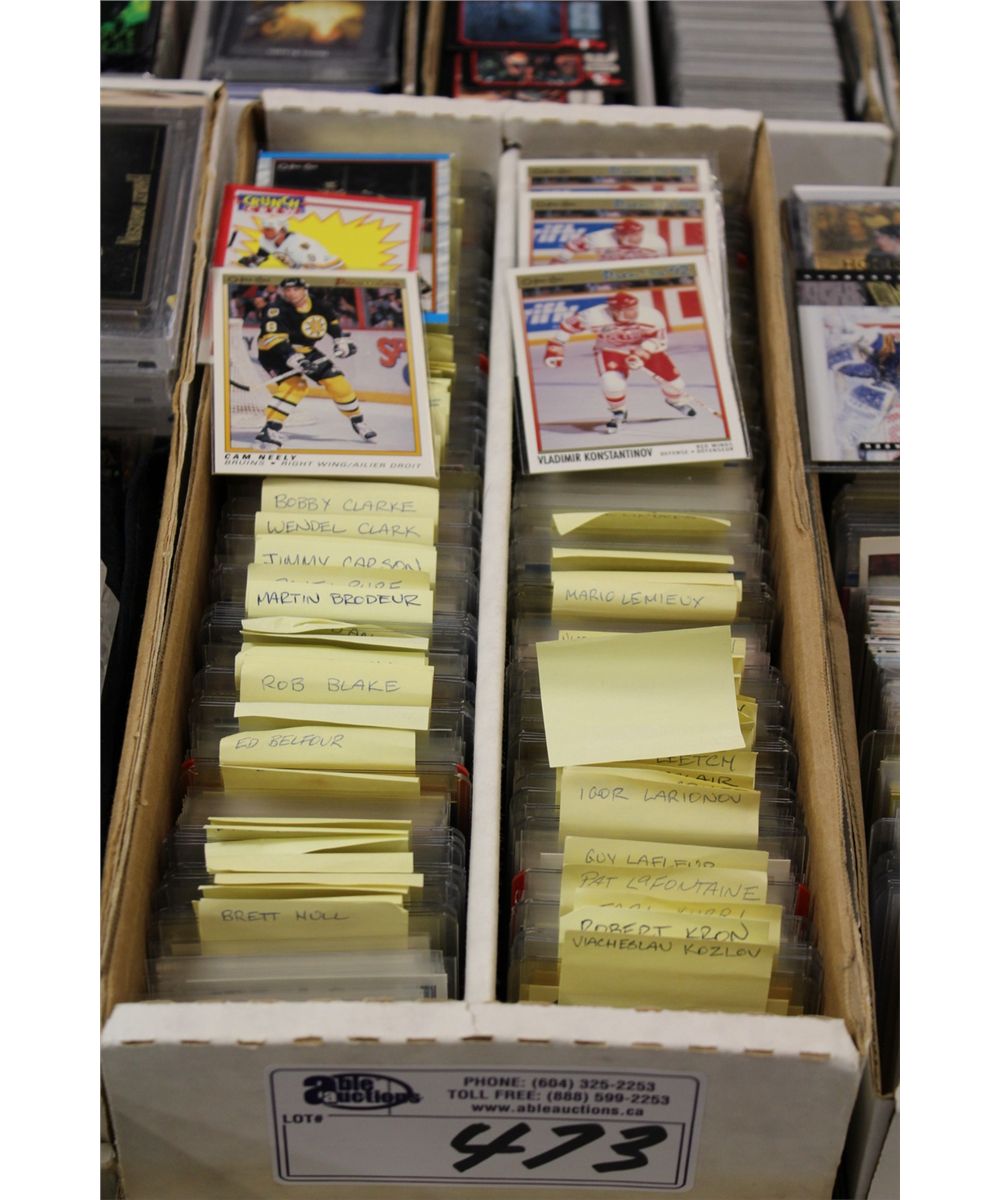 CRUNCH
CAM NEELY
BRUINS • RIGHT WING/AILIER DROIT
VLADIMIR KONSTANTINOV
RED WINGS
DEFENSE • DÉFENSEUR
BOBBY CLARKE
WENDEL CLARK
JIMMY CARSON
MARTIN BRODEUR
ROB BLAKE
ED BELFOUR
BRETT HULL
MARIO LEMIEUX
IGOR LARIONOV
GUY LAFLEUR
PAT LaFONTAINE
ROBERT KRON
VIACHESLAN KOZLOV
able auctions
PHONE: (604) 325-2253
TOLL FREE: (888) 599-2253
www.ableauctions.ca
LOT#
473